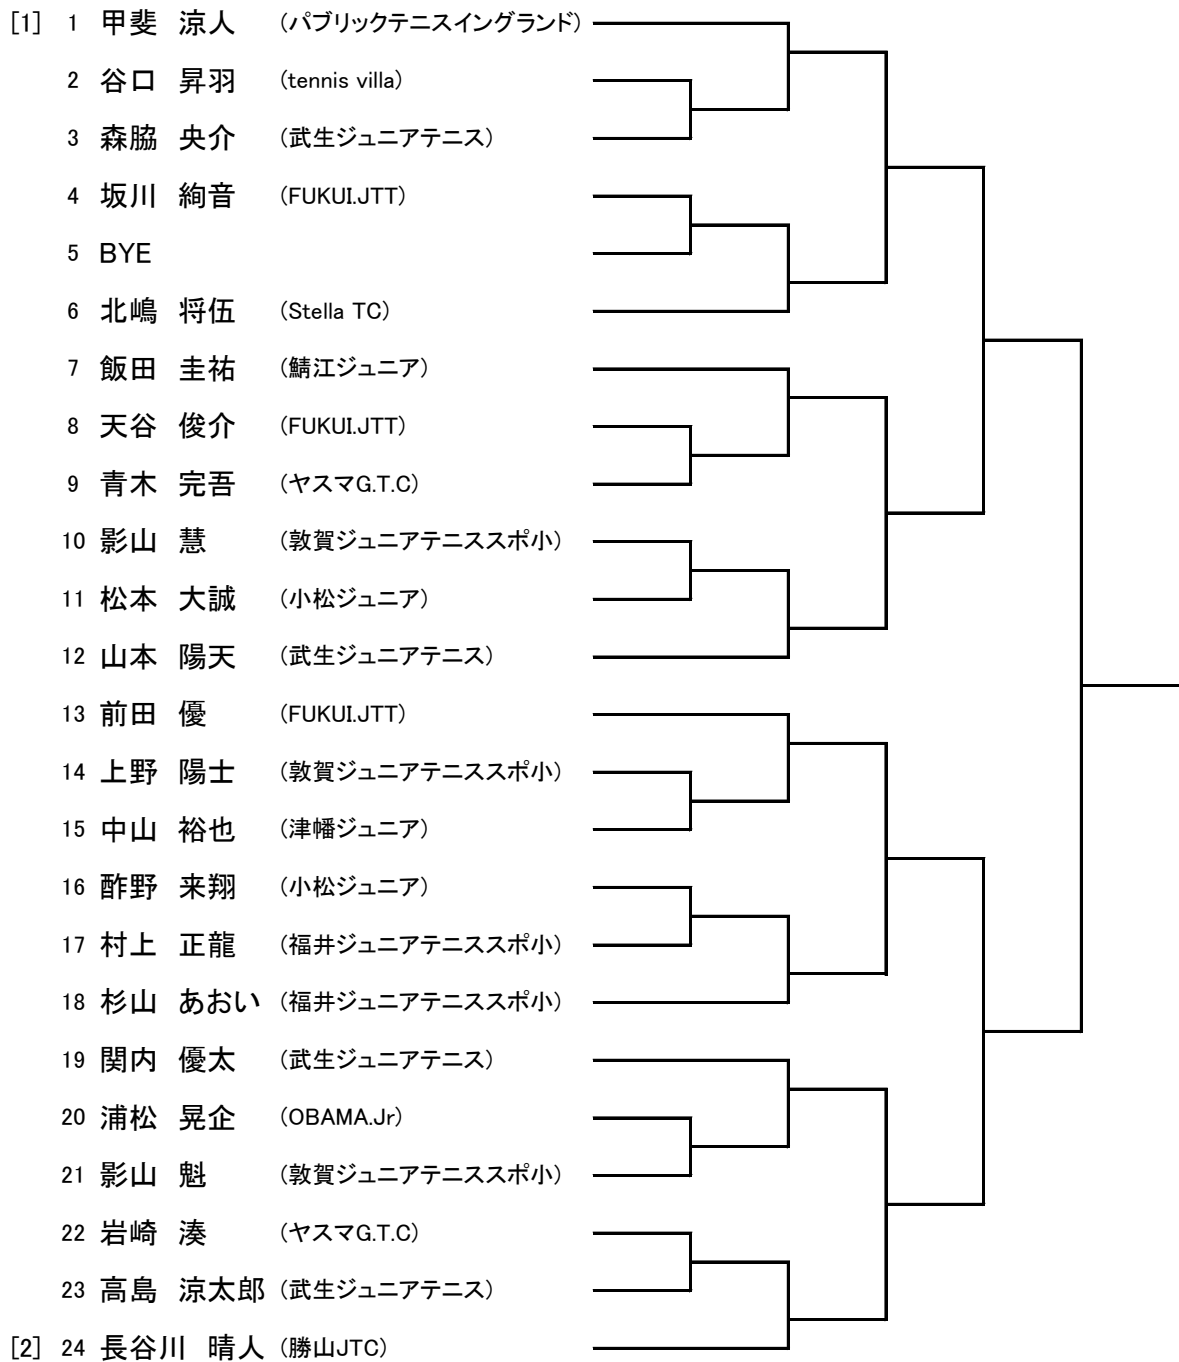 [1] 1 甲斐 涼人 (パブリックテニスイングランド)
2 谷口 昇羽 (tennis villa)
3 森脇 央介 (武生ジュニアテニス)
4 坂川 絢音 (FUKUI.JTT)
5 BYE
6 北嶋 将伍 (Stella TC)
7 飯田 圭祐 (鯖江ジュニア)
8 天谷 俊介 (FUKUI.JTT)
9 青木 完吾 (ヤスマG.T.C)
10 影山 慧 (敦賀ジュニアテニススポ小)
11 松本 大誠 (小松ジュニア)
12 山本 陽天 (武生ジュニアテニス)
13 前田 優 (FUKUI.JTT)
14 上野 陽士 (敦賀ジュニアテニススポ小)
15 中山 裕也 (津幡ジュニア)
16 酢野 来翔 (小松ジュニア)
17 村上 正龍 (福井ジュニアテニススポ小)
18 杉山 あおい (福井ジュニアテニススポ小)
19 関内 優太 (武生ジュニアテニス)
20 浦松 晃企 (OBAMA.Jr)
21 影山 魁 (敦賀ジュニアテニススポ小)
22 岩崎 湊 (ヤスマG.T.C)
23 高島 涼太郎 (武生ジュニアテニス)
[2] 24 長谷川 晴人 (勝山JTC)